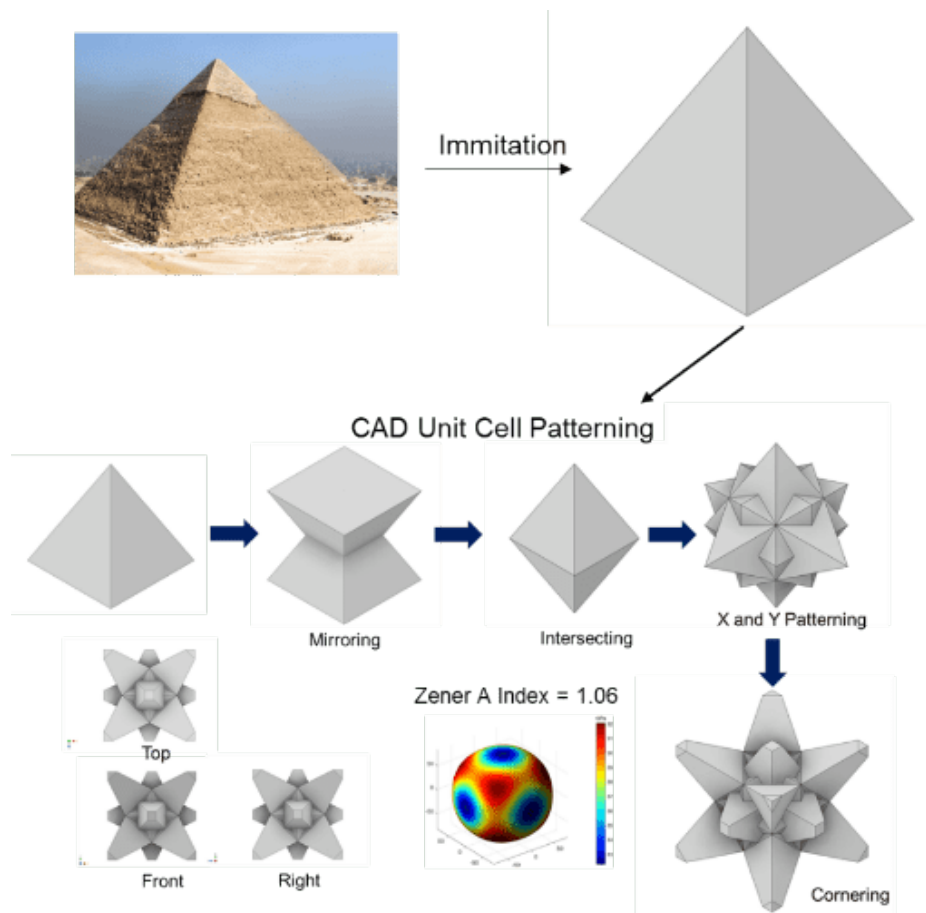 Immitation
CAD Unit Cell Patterning
Mirroring
Intersecting
X and Y Patterning
Zener A Index = 1.06
Top
Front
Right
Cornering